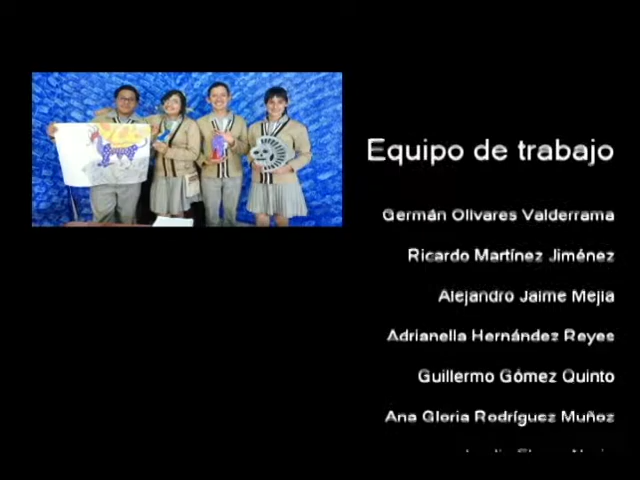 Equipo de trabajo
Germán Olivares Valderrama
Ricardo Martínez Jiménez
Alejandro Jaime Mejia
Adrianella Hernández Reyes
Guillermo Gómez Quinto
Ana Gloria Rodríguez Muñoz